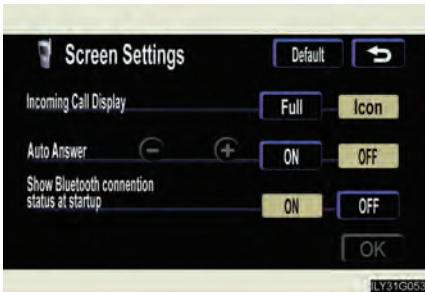 Screen Settings
Default
Incoming Call Display
Full
Icon
Auto Answer
ON
OFF
Show Bluetooth connention
status at startup
ON
OFF
OK
ILY31G053